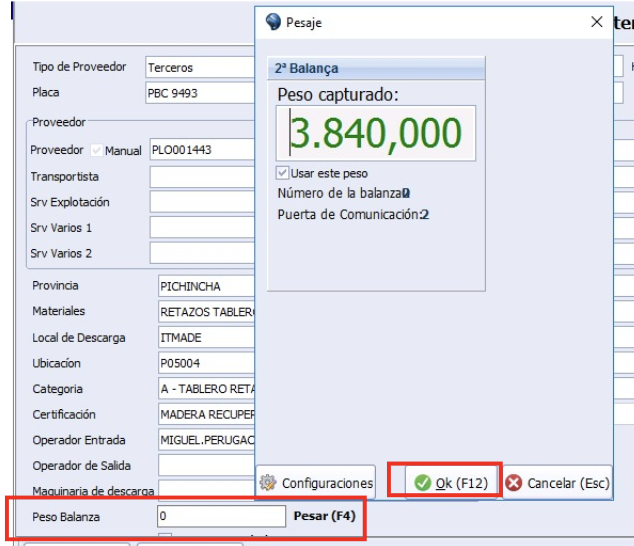 Pesaje
2ª Balança
Peso capturado:
3.840,000
Usar este peso
Número de la balanza
Puerta de Comunicación:2
Configuraciones
Ok (F12)
Cancelar (Esc)
Tipo de Proveedor Terceros
Placa PBC 9493
Proveedor
Proveedor Manual PLO001443
Transportista
Srv Explotación
Srv Varios 1
Srv Varios 2
Provincia PICHINCHA
Materiales RETAZOS TABLER
Local de Descarga ITMADE
Ubicacíon P05004
Categoria A - TABLERO RETA
Certificación MADERA RECUPER
Operador Entrada MIGUEL.PERUGAC
Operador de Salida
Maquinaria de descarga
Peso Balanza 0 Pesar (F4)